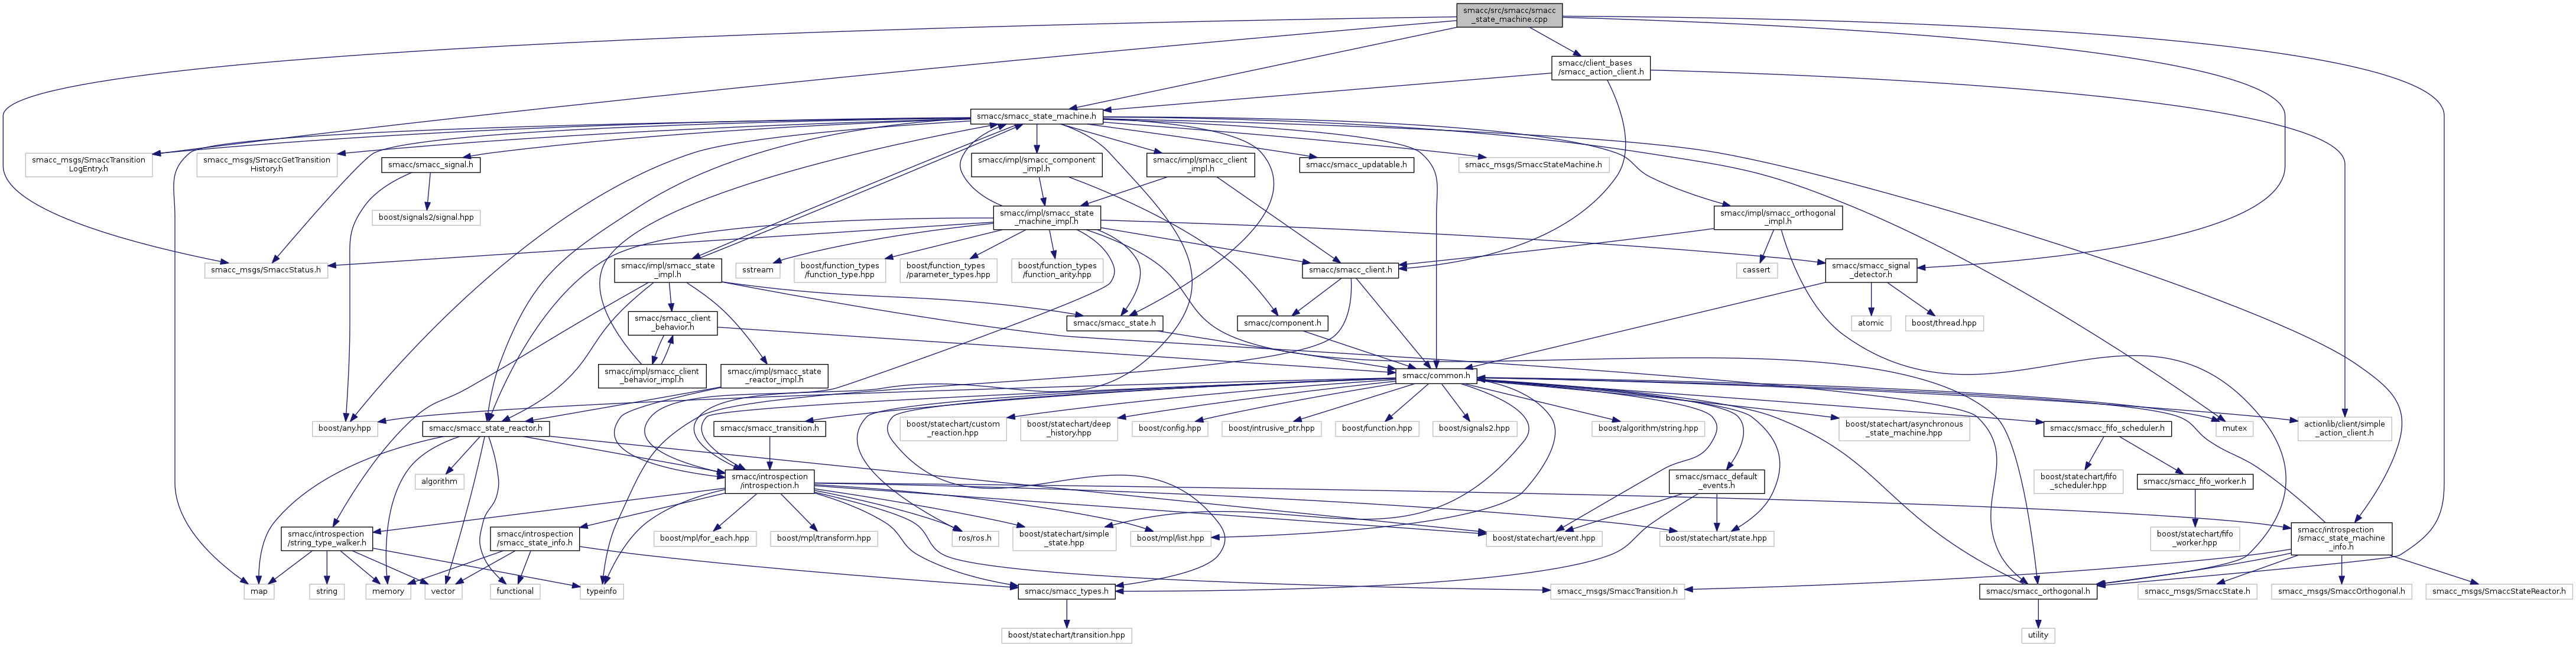 smacc/src/smacc/smacc
_state_machine.cpp
smacc/client_bases
/smacc_action_client.h
smacc/smacc_state_machine.h
smacc_msgs/SmaccTransition
LogEntry.h
smacc_msgs/SmaccGetTransition
History.h
smacc/smacc_signal.h
smacc/impl/smacc_component
_impl.h
smacc/impl/smacc_client
_impl.h
smacc/smacc_updatable.h
smacc_msgs/SmaccStateMachine.h
boost/signals2/signal.hpp
smacc/impl/smacc_state
_machine_impl.h
smacc/impl/smacc_orthogonal
_impl.h
smacc_msgs/SmaccStatus.h
smacc/impl/smacc_state
_impl.h
sstream
boost/function_types
/function_type.hpp
boost/function_types
/parameter_types.hpp
boost/function_types
/function_arity.hpp
smacc/smacc_client.h
cassert
smacc/smacc_signal
_detector.h
smacc/smacc_client
_behavior.h
smacc/smacc_state.h
smacc/component.h
atomic
boost/thread.hpp
smacc/impl/smacc_client
_behavior_impl.h
smacc/impl/smacc_state
_reactor_impl.h
smacc/common.h
boost/any.hpp
smacc/smacc_state_reactor.h
smacc/smacc_transition.h
boost/statechart/custom
_reaction.hpp
boost/statechart/deep
_history.hpp
boost/config.hpp
boost/intrusive_ptr.hpp
boost/function.hpp
boost/signals2.hpp
boost/algorithm/string.hpp
boost/statechart/asynchronous
_state_machine.hpp
smacc/smacc_fifo_scheduler.h
mutex
actionlib/client/simple
_action_client.h
algorithm
smacc/introspection
/introspection.h
smacc/smacc_default
_events.h
boost/statechart/fifo
_scheduler.hpp
smacc/smacc_fifo_worker.h
smacc/introspection
/string_type_walker.h
smacc/introspection
/smacc_state_info.h
boost/mpl/for_each.hpp
boost/mpl/transform.hpp
ros/ros.h
boost/statechart/simple
_state.hpp
boost/mpl/list.hpp
boost/statechart/event.hpp
boost/statechart/state.hpp
boost/statechart/fifo
_worker.hpp
smacc/introspection
/smacc_state_machine
_info.h
map
string
memory
vector
functional
typeinfo
smacc/smacc_types.h
smacc_msgs/SmaccTransition.h
smacc/smacc_orthogonal.h
smacc_msgs/SmaccState.h
smacc_msgs/SmaccOrthogonal.h
smacc_msgs/SmaccStateReactor.h
boost/statechart/transition.hpp
utility